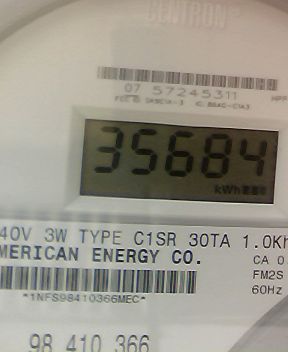 CENTRON®
07 57245311
35684
kWh
40V 3W TYPE C1SR 30TA 1.0Kh
MERICAN ENERGY CO.
CA 0
FM2S
60Hz
*1NFS98410366MEC*
98 410 366